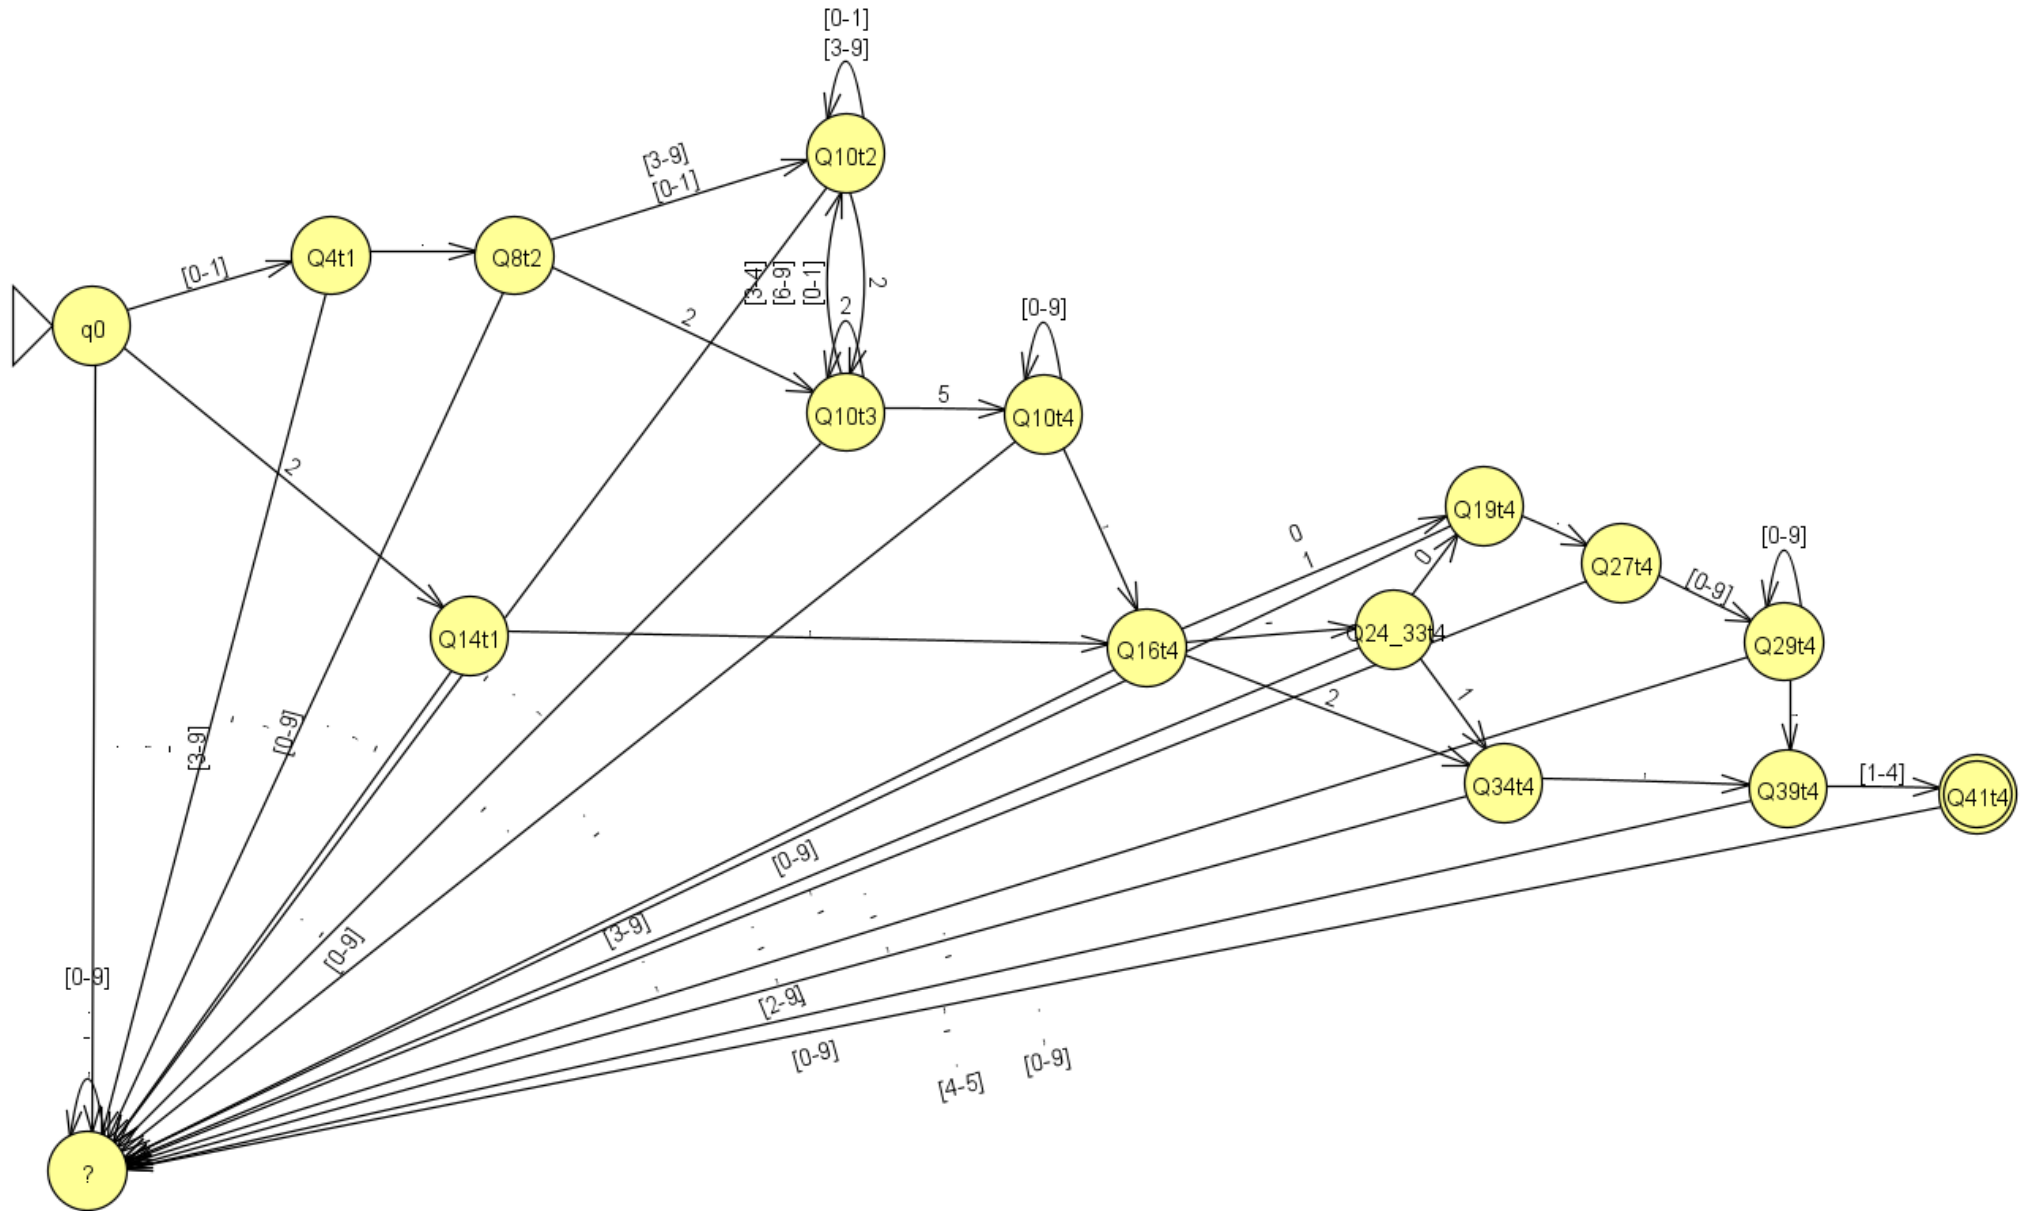 [0-1]
[3-9]
Q10t2
[3-9]
[0-1]
Q4t1
.
Q8t2
[0-1]
q0
2
[3-4]
[6-9]
[0-1]
2
2
[0-9]
Q10t3
5
Q10t4
2
Q19t4
0
1
0
Q27t4
[0-9]
[0-9]
Q14t1
Q16t4
-
Q24_33t4
Q29t4
2
1
[3-9]
[0-9]
Q34t4
Q39t4
[1-4]
Q41t4
[0-9]
[3-9]
[0-9]
[0-9]
[2-9]
[0-9]
[0-9]
[4-5]
?